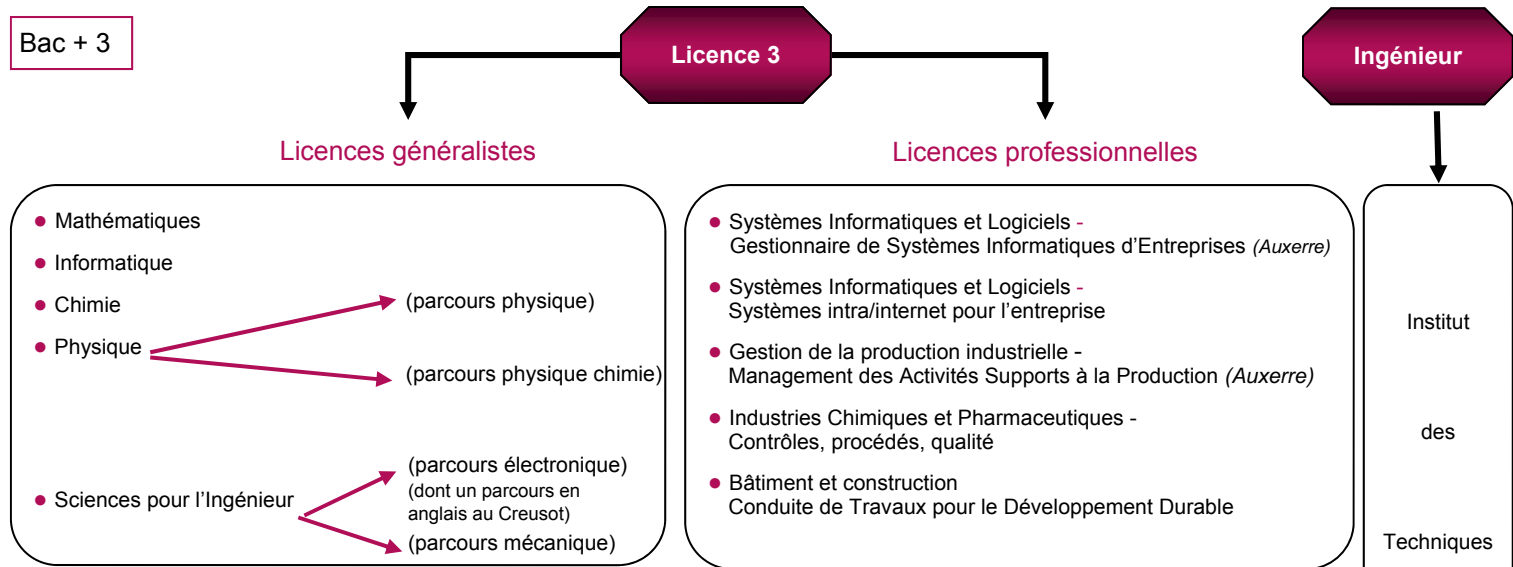 Bac + 3
Licence 3
Ingénieur
Licences généralistes
Licences professionnelles
Mathématiques
Informatique
Chimie
Physique
(parcours physique)
(parcours physique chimie)
Sciences pour l’Ingénieur
(parcours électronique)
(dont un parcours en
anglais au Creusot)
(parcours mécanique)
Systèmes Informatiques et Logiciels -
Gestionnaire de Systèmes Informatiques d’Entreprises (Auxerre)
Systèmes Informatiques et Logiciels -
Systèmes intra/internet pour l’entreprise
Gestion de la production industrielle -
Management des Activités Supports à la Production (Auxerre)
Industries Chimiques et Pharmaceutiques -
Contrôles, procédés, qualité
Bâtiment et construction
Conduite de Travaux pour le Développement Durable
Institut
des
Techniques